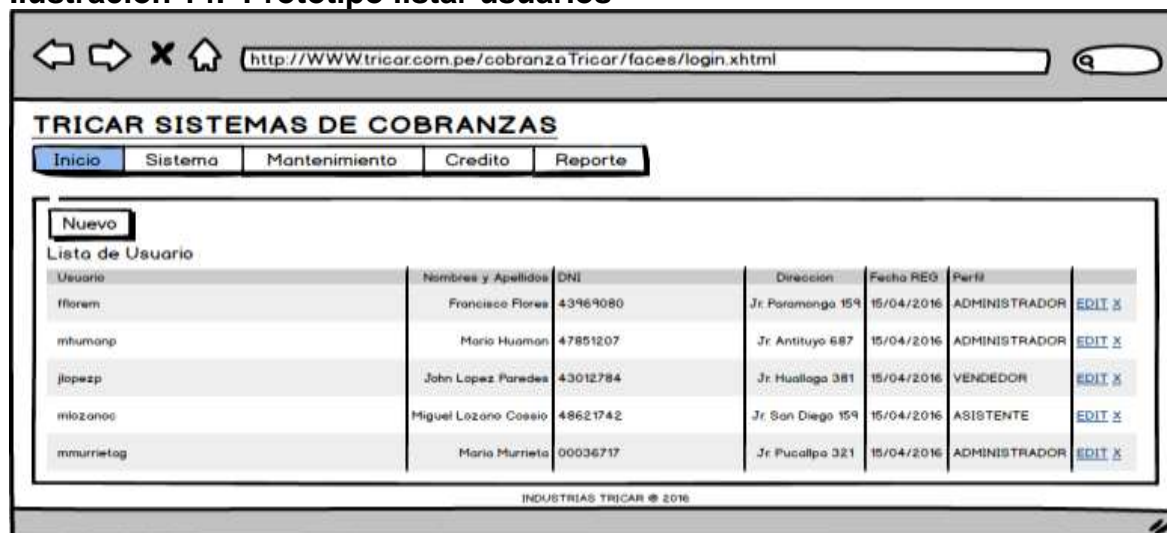 Ilustración 14: Prototipo listar usuarios
http://WWW.tricar.com.pe/cobranzaTricar/faces/login.xhtml
TRICAR SISTEMAS DE COBRANZAS
Inicio Sistema Mantenimiento Credito Reporte
Nuevo
Lista de Usuario
Usuario Nombres y Apellidos DNI Direccion Fecha REG Perfil
fflorem Francisco Flores 43969080 Jr. Paramonga 159 15/04/2016 ADMINISTRADOR EDIT X
mhumanp Mario Huaman 47851207 Jr. Antituyo 687 15/04/2016 ADMINISTRADOR EDIT X
jlopezp John Lopez Paredes 43012784 Jr. Huallaga 381 15/04/2016 VENDEDOR EDIT X
mlozanoc Miguel Lozano Cossio 48621742 Jr. San Diego 159 15/04/2016 ASISTENTE EDIT X
mmurrietag Maria Murrieta 00036717 Jr. Pucallpa 321 15/04/2016 ADMINISTRADOR EDIT X
INDUSTRIAS TRICAR @ 2016